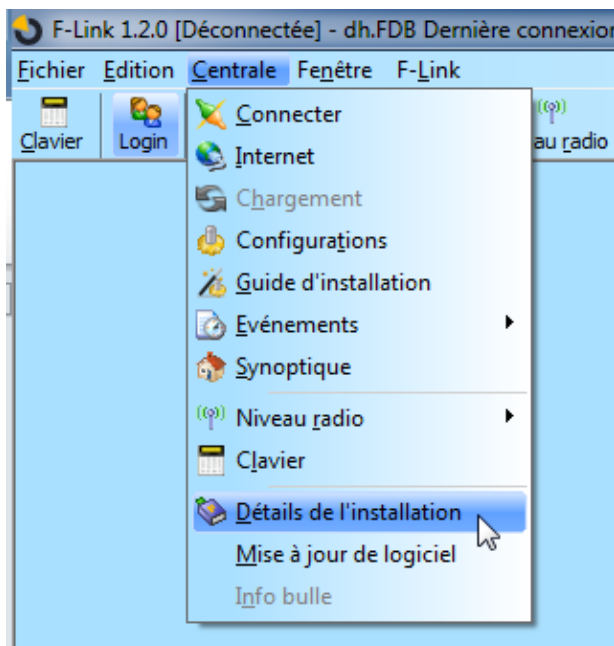 F-Link 1.2.0 [Déconnectée] - dh.FDB Dernière connexion
Fichier Edition Centrale Fenêtre F-Link
Clavier Login au radio
Connecter
Internet
Chargement
Configurations
Guide d'installation
Evénements
Synoptique
Niveau radio
Clavier
Détails de l'installation
Mise à jour de logiciel
Info bulle